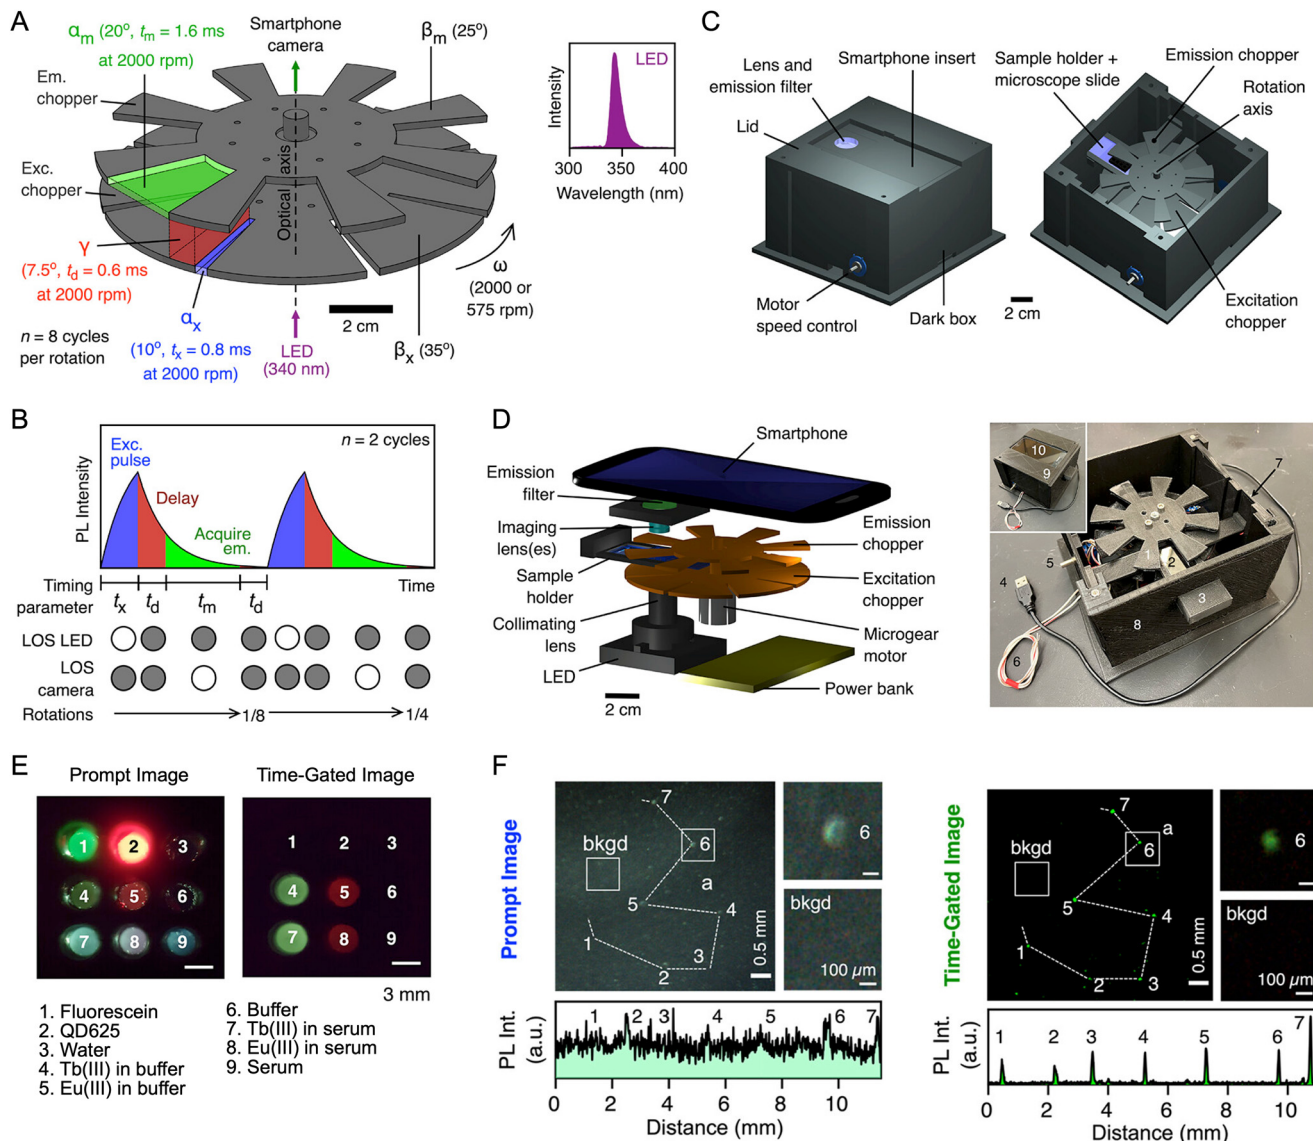 A
αm (20°, tm = 1.6 ms
at 2000 rpm)
Smartphone
camera
βm (25°)
Em.
chopper
Exc.
chopper
Optical axis
γ
(7.5°, td = 0.6 ms
at 2000 rpm)
αx
(10°, tx = 0.8 ms
at 2000 rpm)
n = 8 cycles
per rotation
LED
(340 nm)
2 cm
βx (35°)
ω
(2000 or
575 rpm)
LED
Intensity
300 350 400
Wavelength (nm)
C
Lens and
emission filter
Lid
Smartphone insert
Motor
speed control
Dark box
2 cm
Sample holder +
microscope slide
Emission chopper
Rotation
axis
Excitation
chopper
B
n = 2 cycles
Exc.
pulse
Delay
Acquire
em.
PL Intensity
Time
Timing
parameter
tx td tm td
LOS LED
LOS
camera
Rotations
1/8
1/4
D
Smartphone
Emission
filter
Imaging
lens(es)
Sample
holder
Collimating
lens
LED
Emission
chopper
Excitation
chopper
Microgear
motor
Power bank
2 cm
10
9
7
1
2
5
4
3
8
6
E
Prompt Image
1 2 3
4 5 6
7 8 9
Time-Gated Image
1 2 3
4 5 6
7 8 9
3 mm
1. Fluorescein
2. QD625
3. Water
4. Tb(III) in buffer
5. Eu(III) in buffer
6. Buffer
7. Tb(III) in serum
8. Eu(III) in serum
9. Serum
F
Prompt Image
7
bkgd
6
a
5
4
1
3
2
0.5 mm
6
bkgd
100 µm
PL Int.
(a.u.)
1 2 3 4 5 6 7
0 2 4 6 8 10
Distance (mm)
Time-Gated Image
7
a
bkgd
6
5
4
1
2
3
0.5 mm
6
bkgd
100 µm
PL Int.
(a.u.)
1 2 3 4 5 6 7
0 2 4 6 8 10
Distance (mm)